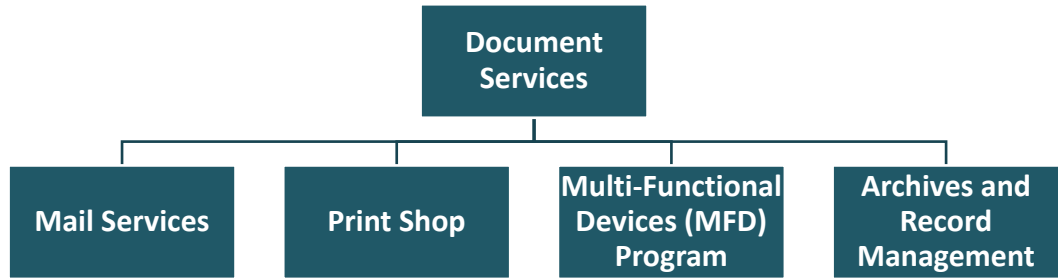 Document
Services
Mail Services
Print Shop
Multi-Functional
Devices (MFD)
Program
Archives and
Record
Management